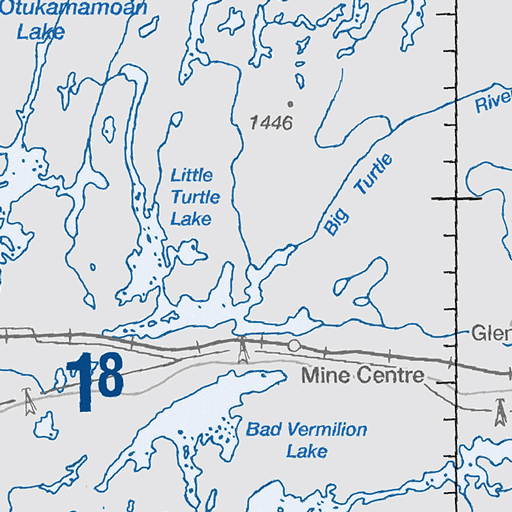 Otukamamoan
Lake
1446
River
Little
Turtle
Lake
Big Turtle
Glen
Mine Centre
18
Bad Vermilion
Lake